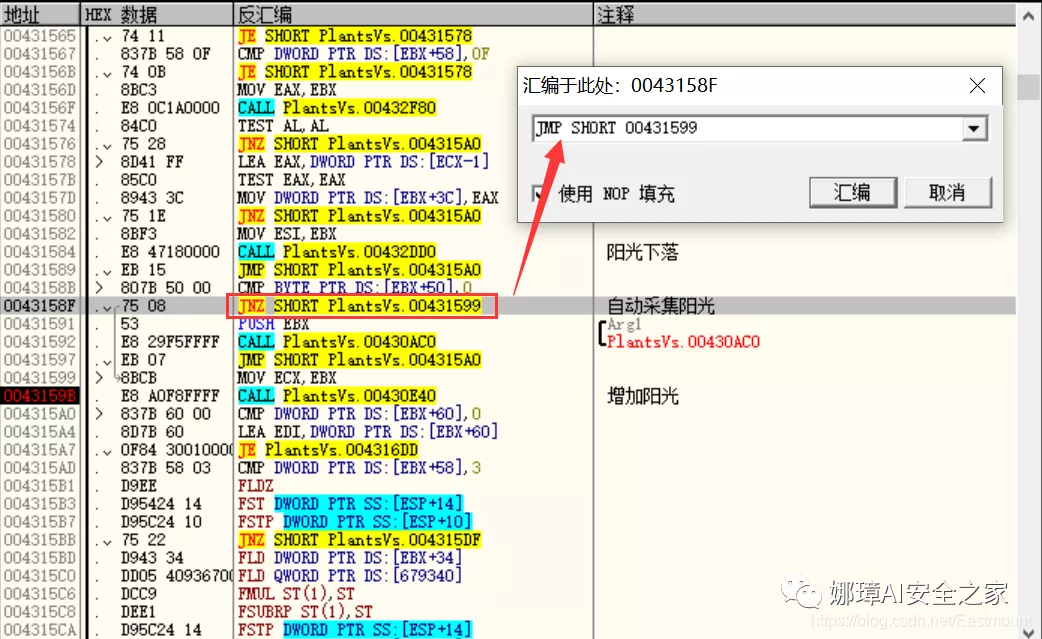 地址 HEX 数据 反汇编 注释
00431565 . 74 11 JE SHORT PlantsVs.00431578
00431567 . 837B 58 0F CMP DWORD PTR DS:[EBX+58],0F
0043156B . 74 0B JE SHORT PlantsVs.00431578
0043156D . 8BC3 MOV EAX,EBX
0043156F . E8 0C1A0000 CALL PlantsVs.00432F80
00431574 . 84C0 TEST AL,AL
00431576 . 75 28 JNZ SHORT PlantsVs.004315A0
00431578 > 8D41 FF LEA EAX,DWORD PTR DS:[ECX-1]
0043157B . 85C0 TEST EAX,EAX
0043157D . 8943 3C MOV DWORD PTR DS:[EBX+3C],EAX
00431580 . 75 1E JNZ SHORT PlantsVs.004315A0
00431582 . 8BF3 MOV ESI,EBX
00431584 . E8 47180000 CALL PlantsVs.00432DD0 阳光下落
00431589 . EB 15 JMP SHORT PlantsVs.004315A0
0043158B > 807B 50 00 CMP BYTE PTR DS:[EBX+50],0
0043158F . 75 08 JNZ SHORT PlantsVs.00431599 自动采集阳光
00431591 . 53 PUSH EBX Arg1
00431592 . E8 29F5FFFF CALL PlantsVs.00430AC0 PlantsVs.00430AC0
00431597 . EB 07 JMP SHORT PlantsVs.004315A0
00431599 > 8BCB MOV ECX,EBX
0043159B . E8 A0F8FFFF CALL PlantsVs.00430E40 增加阳光
004315A0 > 837B 60 00 CMP DWORD PTR DS:[EBX+60],0
004315A4 . 8D7B 60 LEA EDI,DWORD PTR DS:[EBX+60]
004315A7 . 0F84 3001000 JE PlantsVs.004316DD
004315AD . 837B 58 03 CMP DWORD PTR DS:[EBX+58],3
004315B1 . D9EE FLDZ
004315B3 . D95424 14 FST DWORD PTR SS:[ESP+14]
004315B7 . D95C24 10 FSTP DWORD PTR SS:[ESP+10]
004315BB . 75 22 JNZ SHORT PlantsVs.004315DF
004315BD . D943 34 FLD DWORD PTR DS:[EBX+34]
004315C0 . DD05 40936700 FLD QWORD PTR DS:[679340]
004315C6 . DCC9 FMUL ST(1),ST
004315C8 . DEE1 FSUBRP ST(1),ST
004315CA . D95C24 14 FSTP DWORD PTR SS:[ESP+14]
汇编于此处：0043158F
JMP SHORT 00431599
使用 NOP 填充
汇编 取消
娜璋AI安全之家
https://blog.csdn.net/Eastmount